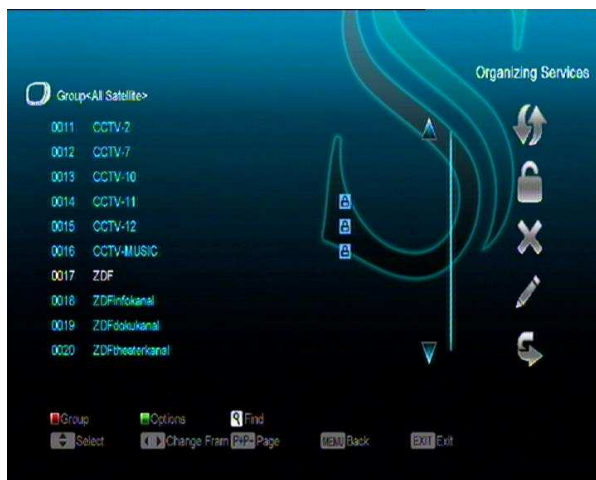 Organizing Services
Group<All Satellite>
0011 CCTV-2
0012 CCTV-7
0013 CCTV-10
0014 CCTV-11
0015 CCTV-12
0016 CCTV-MUSIC
0017 ZDF
0018 ZDFinfokanal
0019 ZDFdokukanal
0020 ZDFtheaterkanal
Group Options Find
Select Change Fram P+P- Page MENU Back EXIT Exit